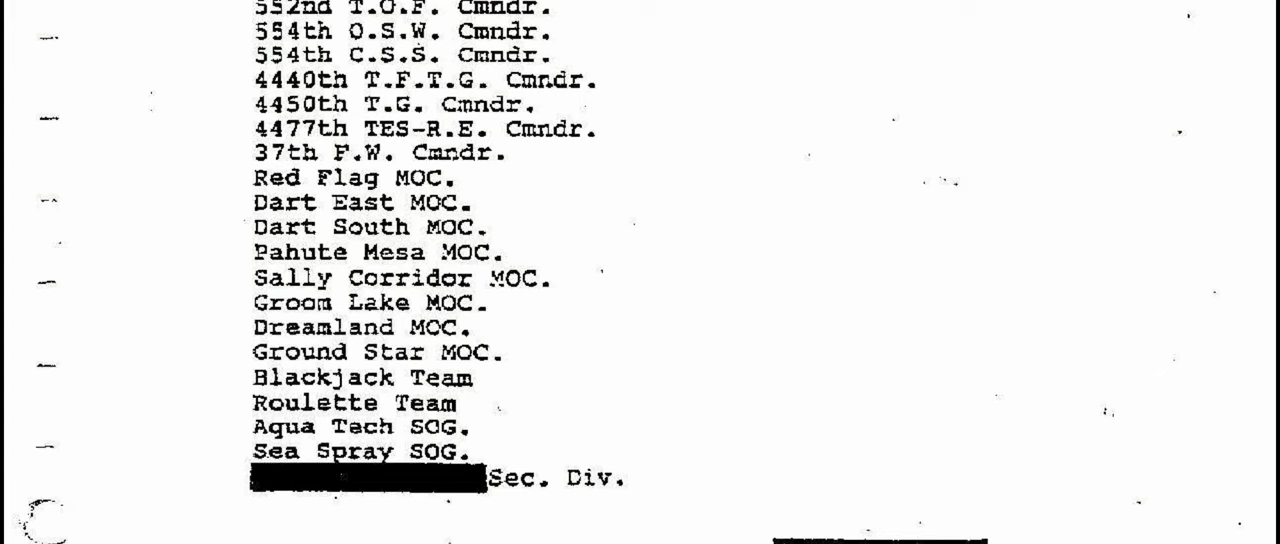 552nd T.O.F. Cmndr.
554th O.S.W. Cmndr.
554th C.S.S. Cmndr.
4440th T.F.T.G. Cmndr.
4450th T.G. Cmndr.
4477th TES-R.E. Cmndr.
37th F.W. Cmndr.
Red Flag MOC.
Dart East MOC.
Dart South MOC.
Pahute Mesa MOC.
Sally Corridor MOC.
Groom Lake MOC.
Dreamland MOC.
Ground Star MOC.
Blackjack Team
Roulette Team
Aqua Tech SOG.
Sea Spray SOG.
Sec. Div.